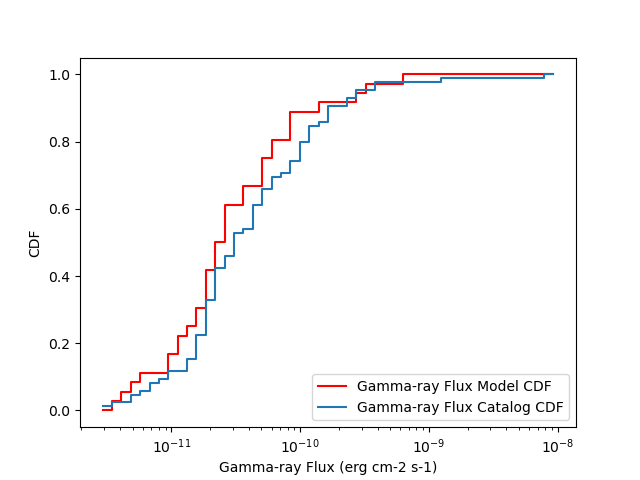 1.0
0.8
0.6
0.4
0.2
0.0
CDF
10⁻¹¹
10⁻¹⁰
10⁻⁹
10⁻⁸
Gamma-ray Flux (erg cm-2 s-1)
Gamma-ray Flux Model CDF
Gamma-ray Flux Catalog CDF